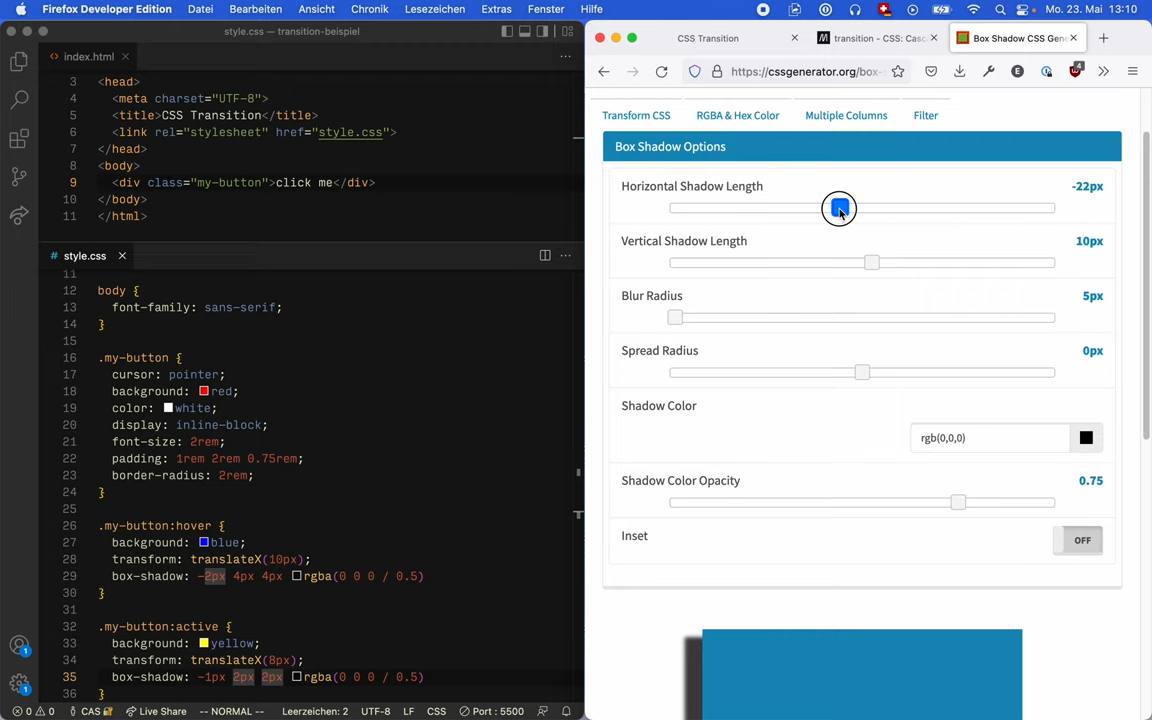 Firefox Developer Edition Datei Bearbeiten Ansicht Chronik Lesezeichen Extras Fenster Hilfe Mo. 23. Mai 13:10
style.css — transition-beispiel
index.html
3 <head>
4 <meta charset="UTF-8">
5 <title>CSS Transition</title>
6 <link rel="stylesheet" href="style.css">
7 </head>
8 <body>
9 <div class="my-button">click me</div>
10 </body>
11 </html>
# style.css
11
12 body {
13 font-family: sans-serif;
14 }
15
16 .my-button {
17 cursor: pointer;
18 background: red;
19 color: white;
20 display: inline-block;
21 font-size: 2rem;
22 padding: 1rem 2rem 0.75rem;
23 border-radius: 2rem;
24 }
25
26 .my-button:hover {
27 background: blue;
28 transform: translateX(10px);
29 box-shadow: -2px 4px 4px rgba(0 0 0 / 0.5)
30 }
31
32 .my-button:active {
33 background: yellow;
34 transform: translateX(8px);
35 box-shadow: -1px 2px 2px rgba(0 0 0 / 0.5)
36 }
1
1
0 0 CAS Live Share -- NORMAL -- Leerzeichen: 2 UTF-8 LF CSS Port : 5500
CSS Transition
transition - CSS: Casc
Box Shadow CSS Gene
https://cssgenerator.org/box-
E
4
Transform CSS RGBA & Hex Color Multiple Columns Filter
Box Shadow Options
Horizontal Shadow Length -22px
Vertical Shadow Length 10px
Blur Radius 5px
Spread Radius 0px
Shadow Color
rgb(0,0,0)
Shadow Color Opacity 0.75
Inset OFF